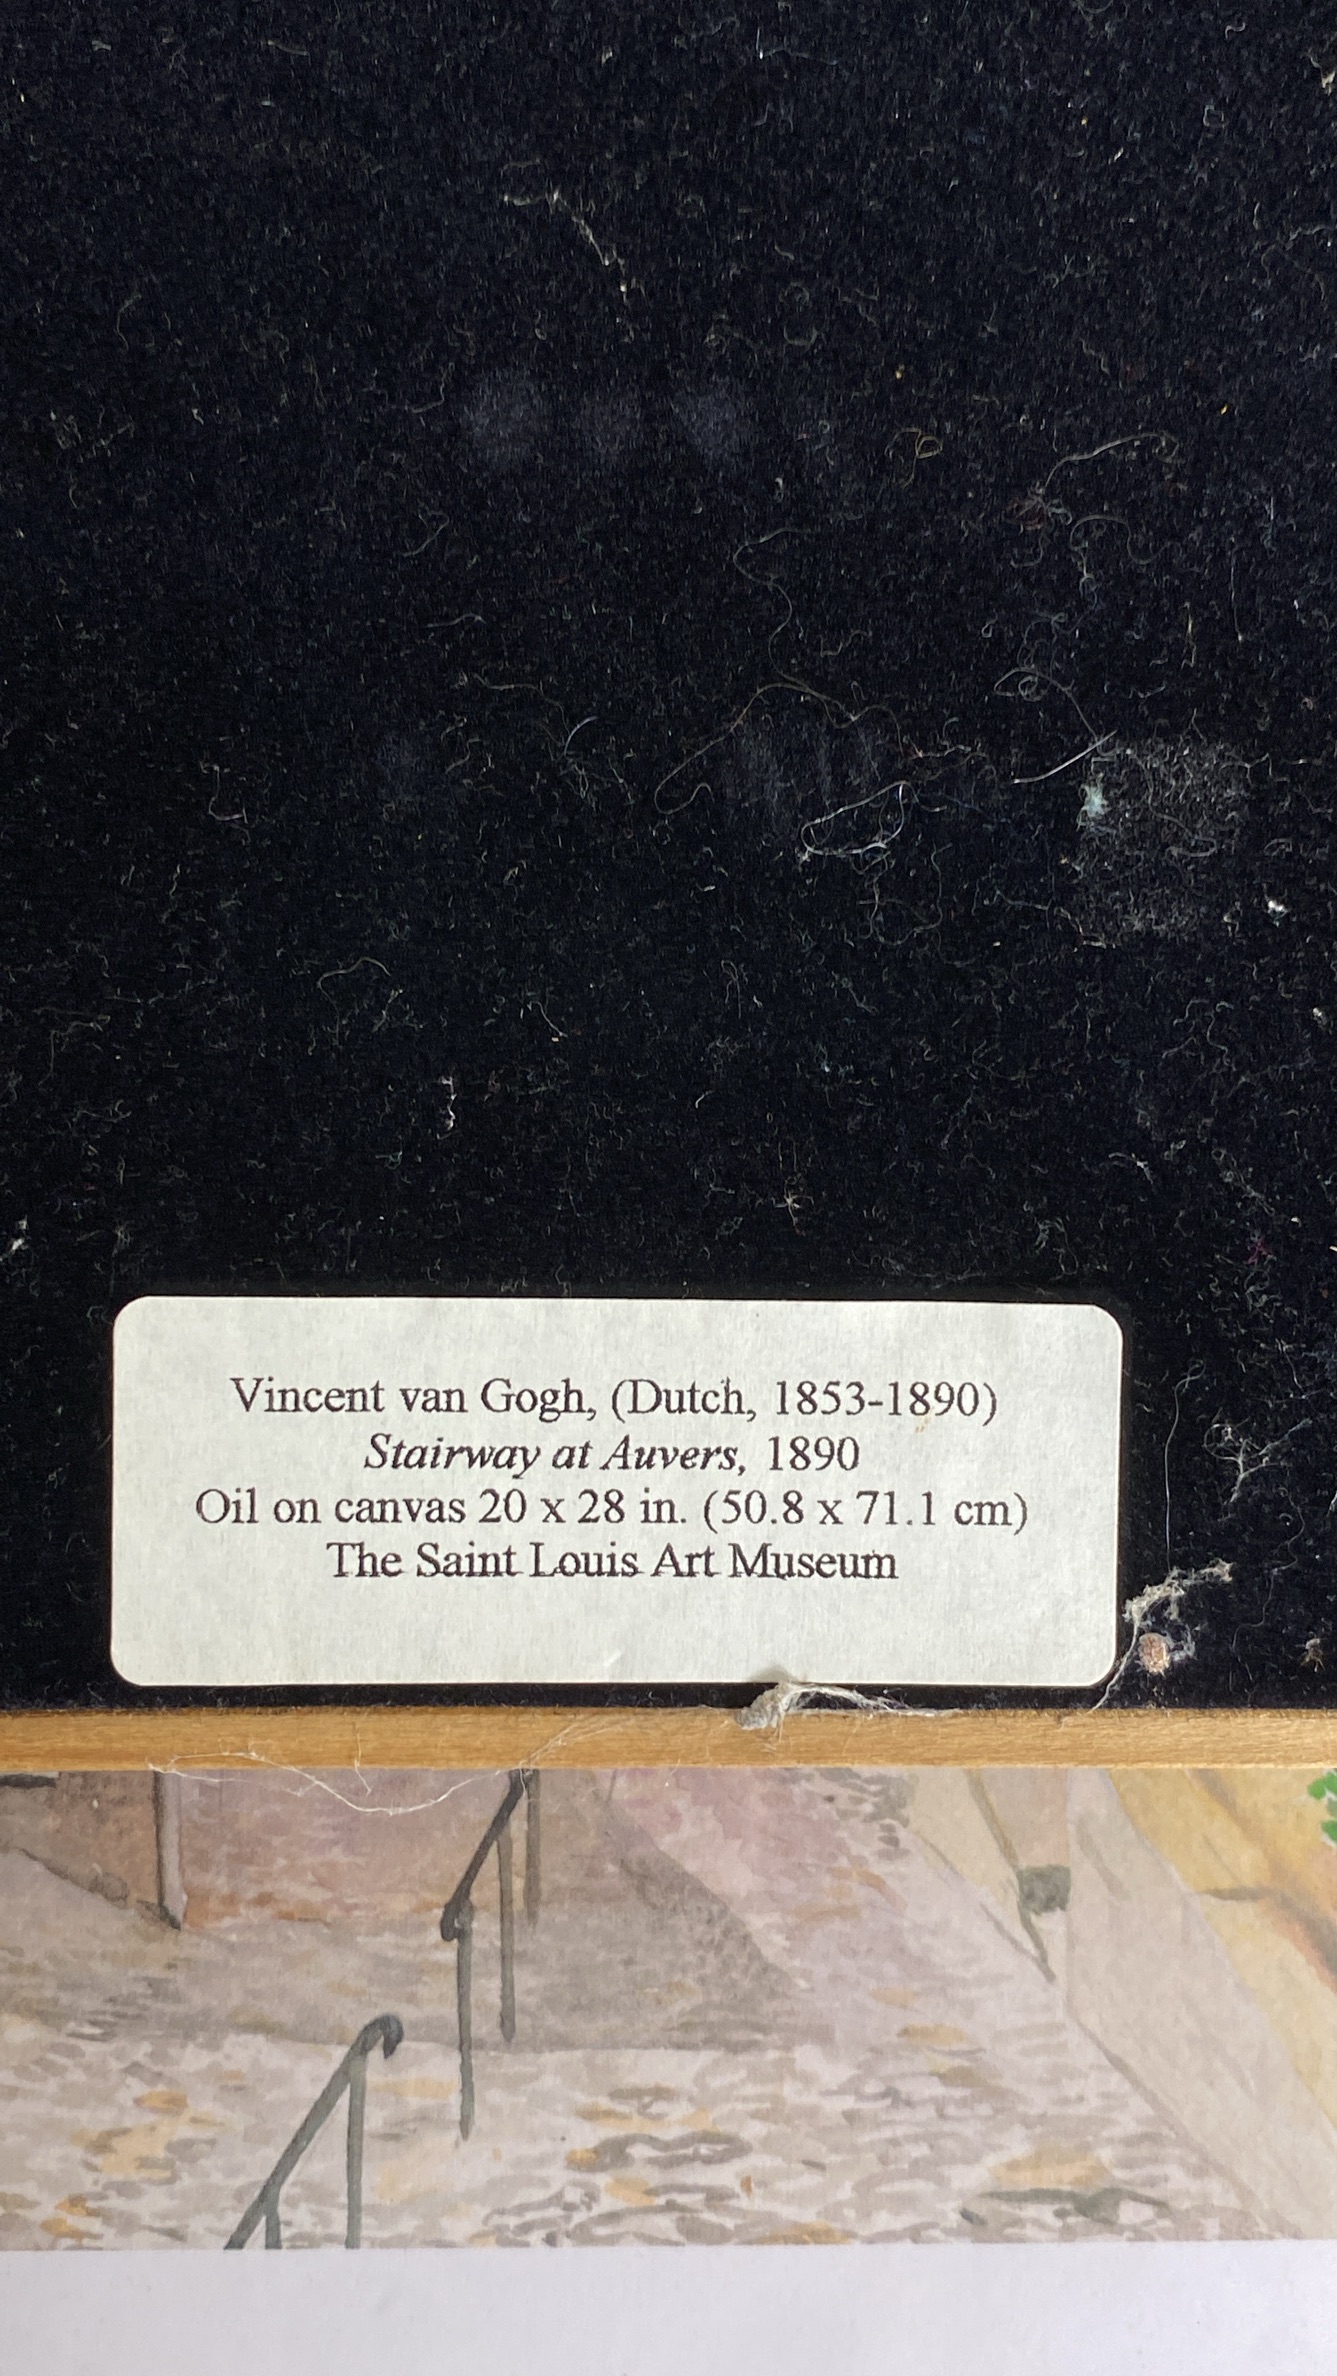 Vincent van Gogh, (Dutch, 1853-1890)
Stairway at Auvers, 1890
Oil on canvas 20 x 28 in. (50.8 x 71.1 cm)
The Saint Louis Art Museum